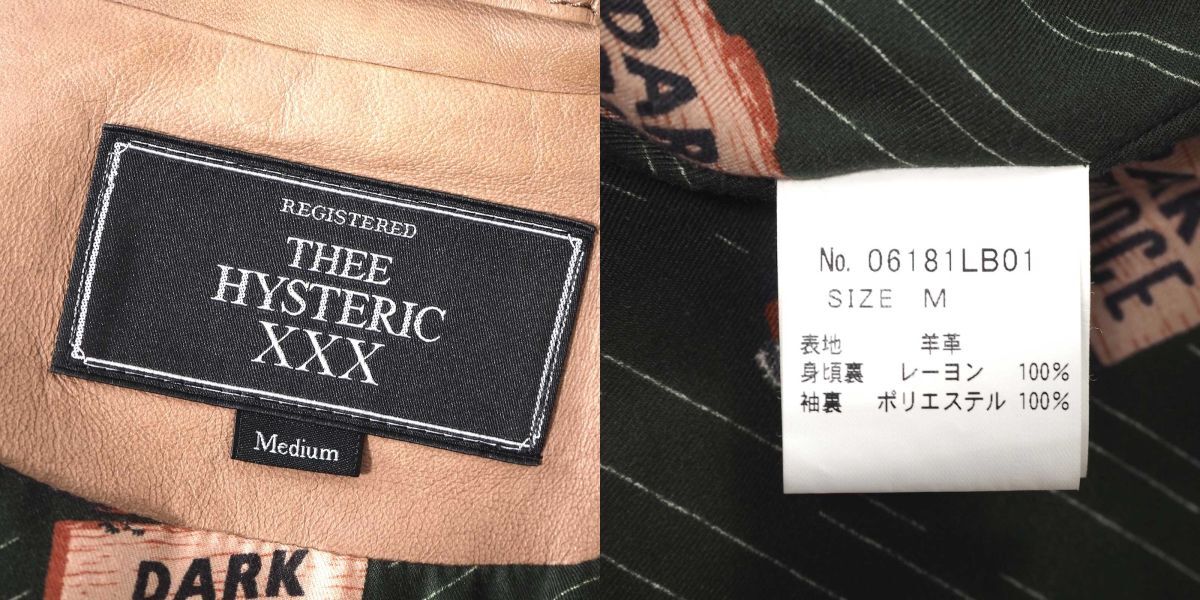 REGISTERED
THEE
HYSTERIC
XXX
Medium
DARK
DAR
No. 06181LB01
SIZE M
表地 羊革
身頃裏 レーヨン 100%
袖裏 ポリエステル 100%